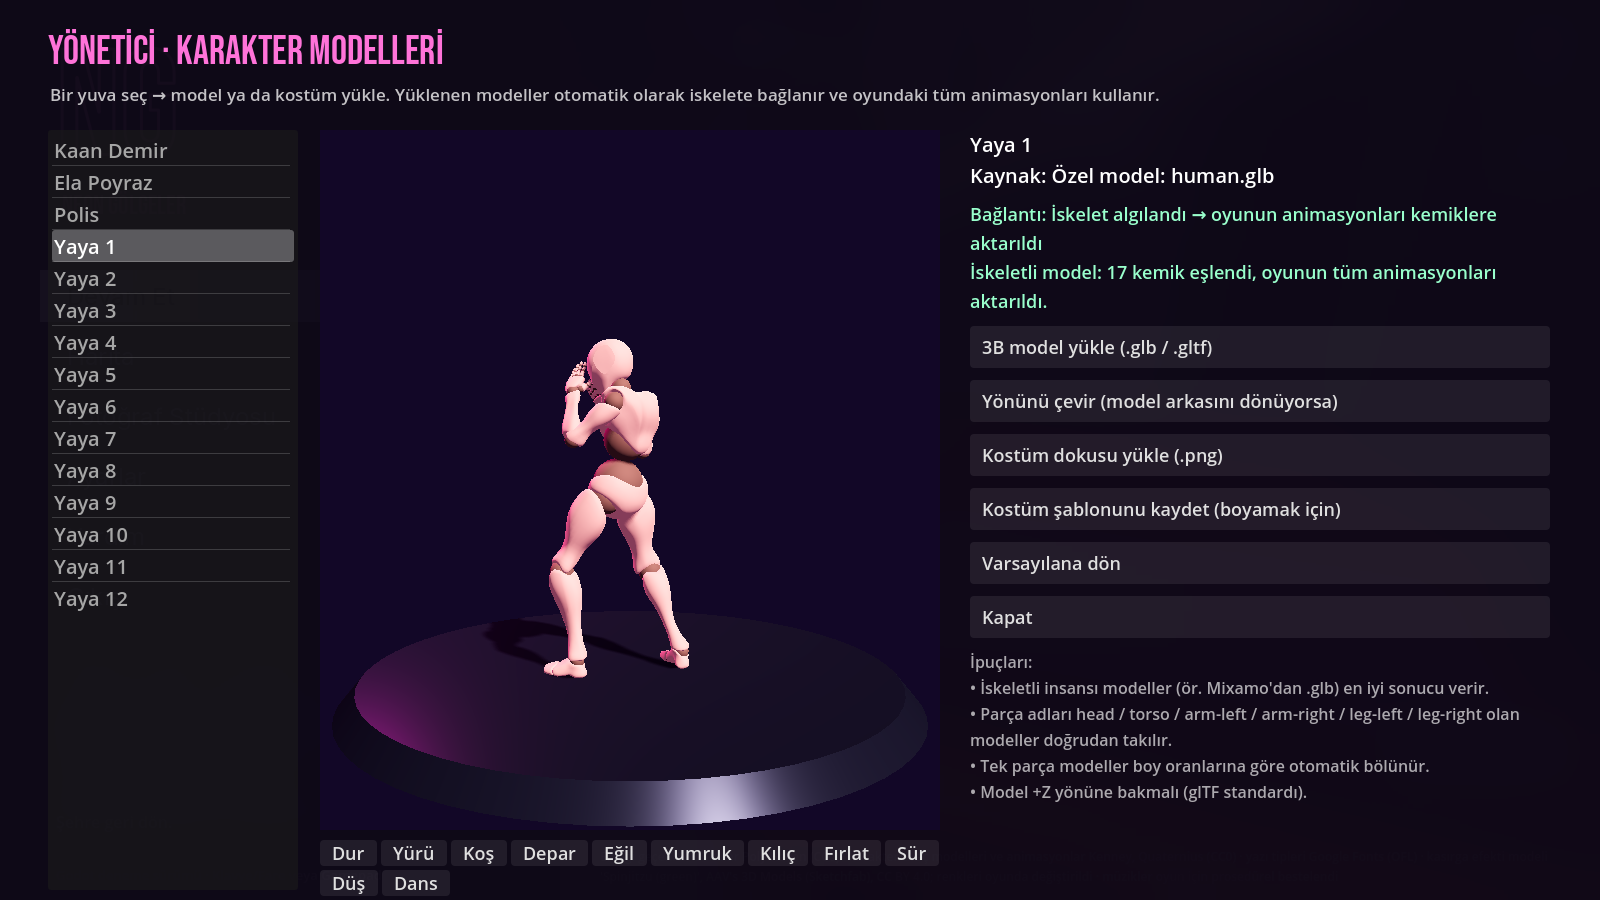 YÖNETİCİ · KARAKTER MODELLERİ
Bir yuva seç → model ya da kostüm yükle. Yüklenen modeller otomatik olarak iskelete bağlanır ve oyundaki tüm animasyonları kullanır.
Kaan Demir
Ela Poyraz
Polis
Yaya 1
Yaya 2
Yaya 3
Yaya 4
Yaya 5
Yaya 6
Yaya 7
Yaya 8
Yaya 9
Yaya 10
Yaya 11
Yaya 12
Dur Yürü Koş Depar Eğil Yumruk Kılıç Fırlat Sür
Düş Dans
Yaya 1
Kaynak: Özel model: human.glb
Bağlantı: İskelet algılandı → oyunun animasyonları kemiklere
aktarıldı
İskeletli model: 17 kemik eşlendi, oyunun tüm animasyonları
aktarıldı.
3B model yükle (.glb / .gltf)
Yönünü çevir (model arkasını dönüyorsa)
Kostüm dokusu yükle (.png)
Kostüm şablonunu kaydet (boyamak için)
Varsayılana dön
Kapat
İpuçları:
• İskeletli insansı modeller (ör. Mixamo'dan .glb) en iyi sonucu verir.
• Parça adları head / torso / arm-left / arm-right / leg-left / leg-right olan
modeller doğrudan takılır.
• Tek parça modeller boy oranlarına göre otomatik bölünür.
• Model +Z yönüne bakmalı (glTF standardı).